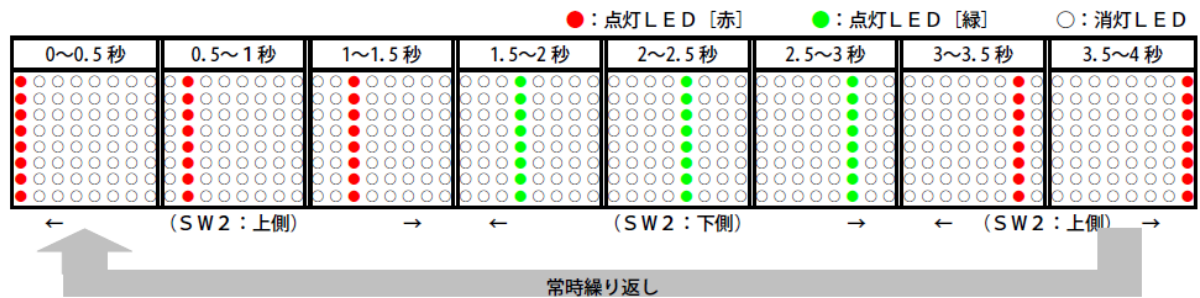 ●：点灯ＬＥＤ［赤］　●：点灯ＬＥＤ［緑］　○：消灯ＬＥＤ
0～0.5秒　0.5～1秒　1～1.5秒　1.5～2秒　2～2.5秒　2.5～3秒　3～3.5秒　3.5～4秒
←　（ＳＷ２：上側）　→　←　（ＳＷ２：下側）　→　←　（ＳＷ２：上側）　→
常時繰り返し